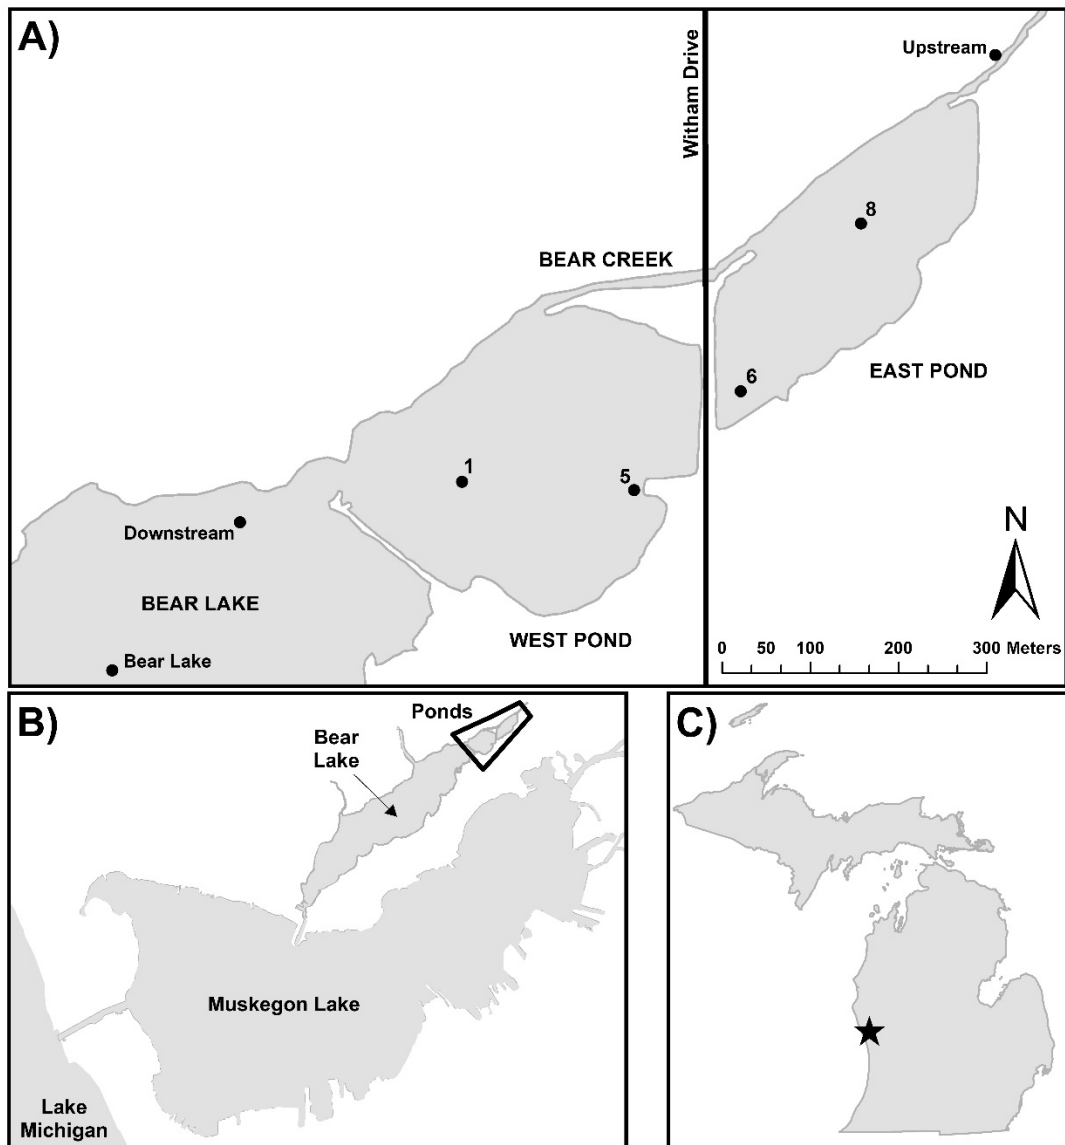 A)
Witham Drive
Upstream
8
BEAR CREEK
EAST POND
6
1
5
Downstream
N
BEAR LAKE
WEST POND
0 50 100 200 300 Meters
Bear Lake
B)
Ponds
Bear
Lake
Muskegon Lake
Lake
Michigan
C)